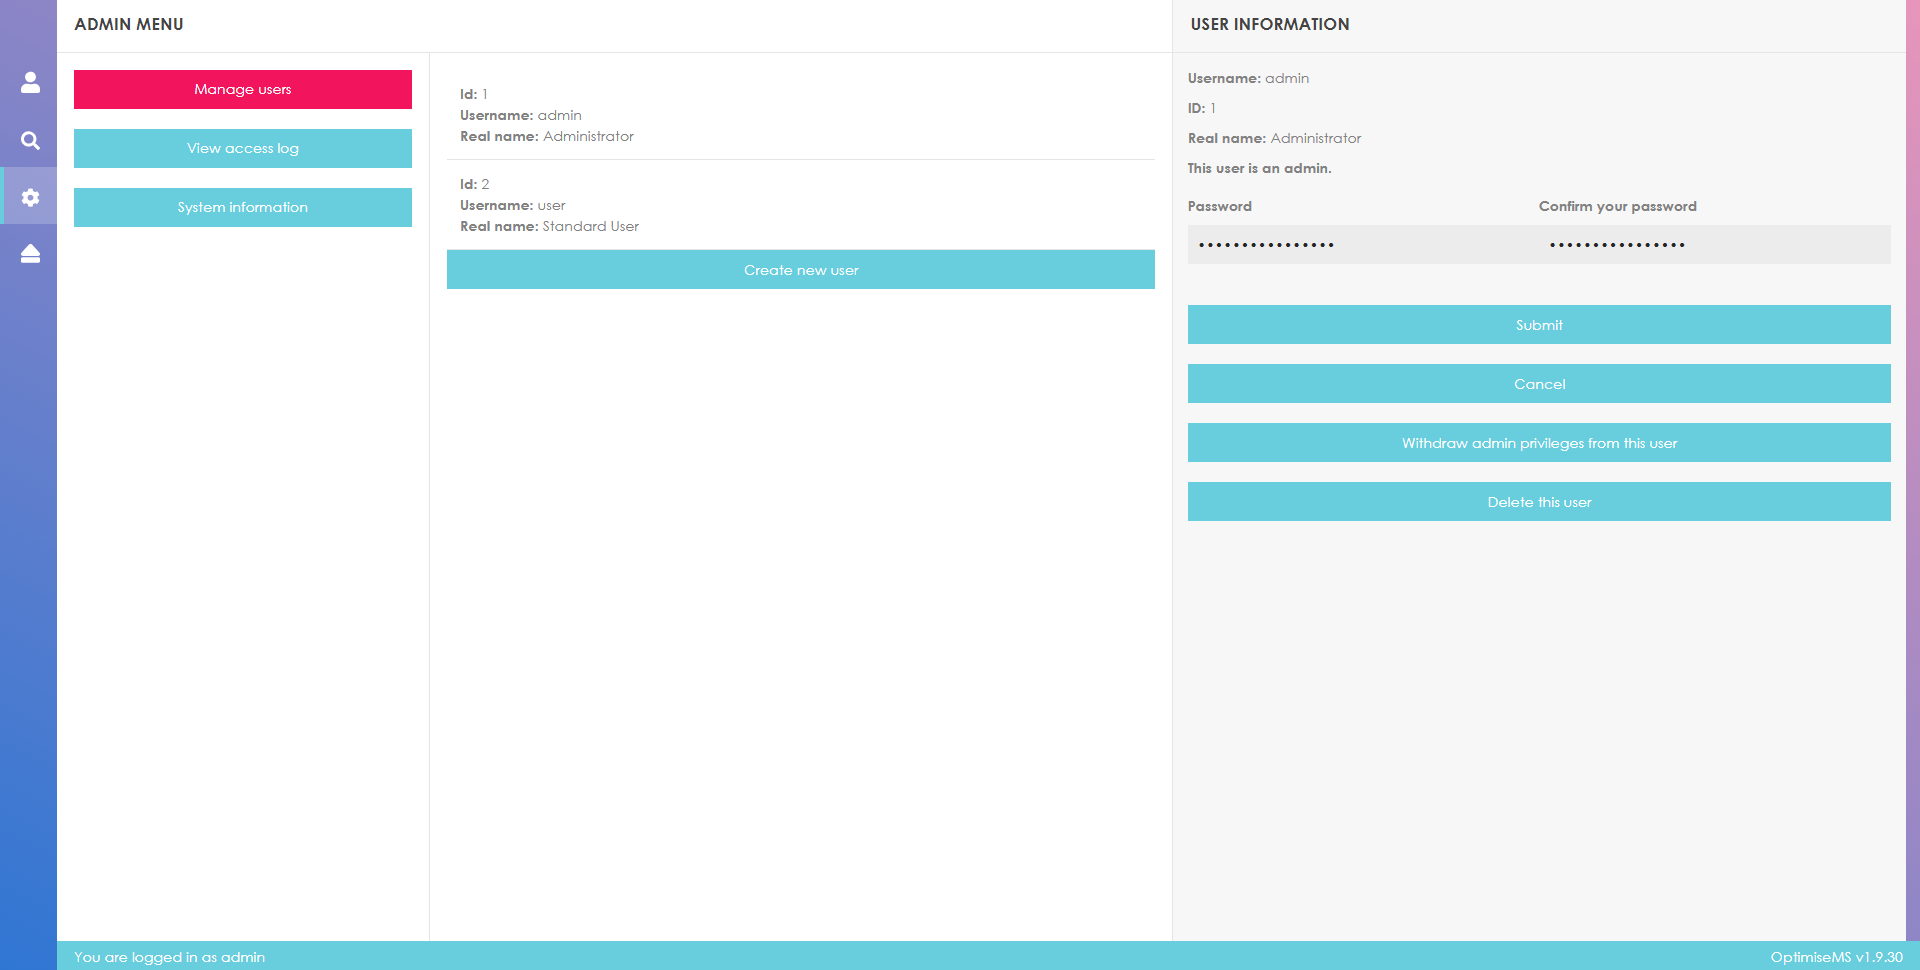 ADMIN MENU
Manage users
View access log
System information
Id: 1
Username: admin
Real name: Administrator
Id: 2
Username: user
Real name: Standard User
Create new user
USER INFORMATION
Username: admin
ID: 1
Real name: Administrator
This user is an admin.
Password
Confirm your password
••••••••••••••••
••••••••••••••••
Submit
Cancel
Withdraw admin privileges from this user
Delete this user
You are logged in as admin
OptimiseMS v1.9.30